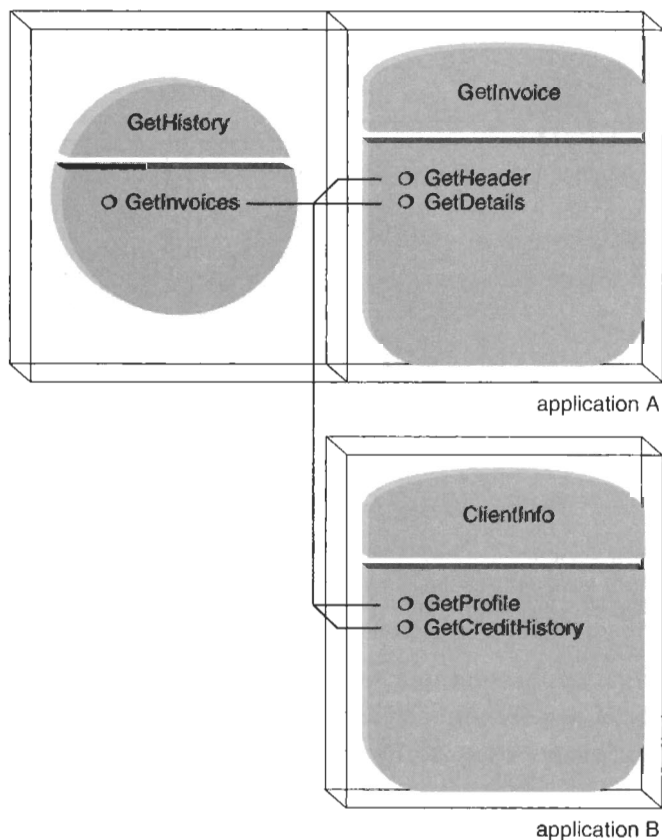 GetHistory
GetInvoices
GetInvoice
GetHeader
GetDetails
application A
ClientInfo
GetProfile
GetCreditHistory
application B